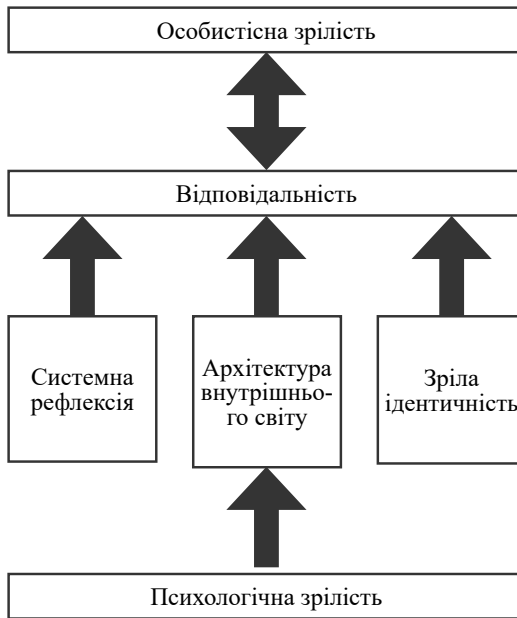 Особистісна зрілість
Відповідальність
Системна
рефлексія
Архітектура
внутрішньо-
го світу
Зріла
ідентичність
Психологічна зрілість